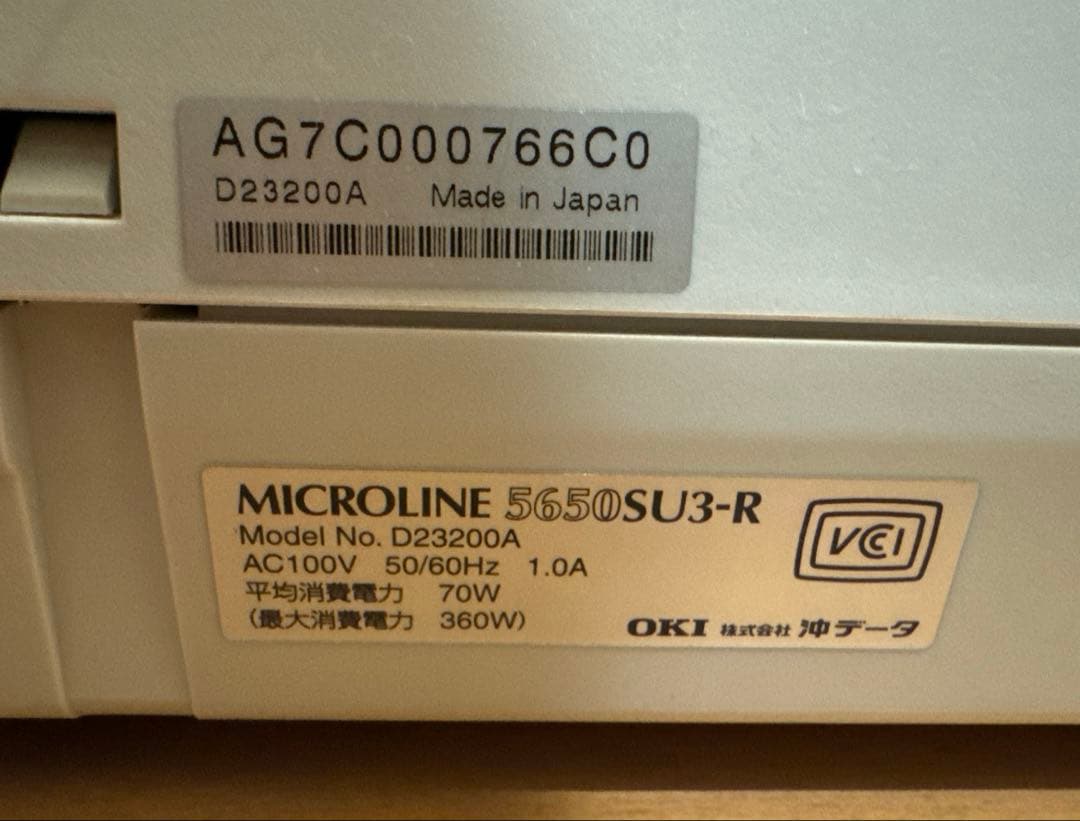 AG7C000766C0
D23200A Made in Japan
MICROLINE 5650SU3-R
Model No. D23200A
AC100V 50/60Hz 1.0A
平均消費電力 70W
(最大消費電力 360W)
VCI
OKI 株式会社 沖データ